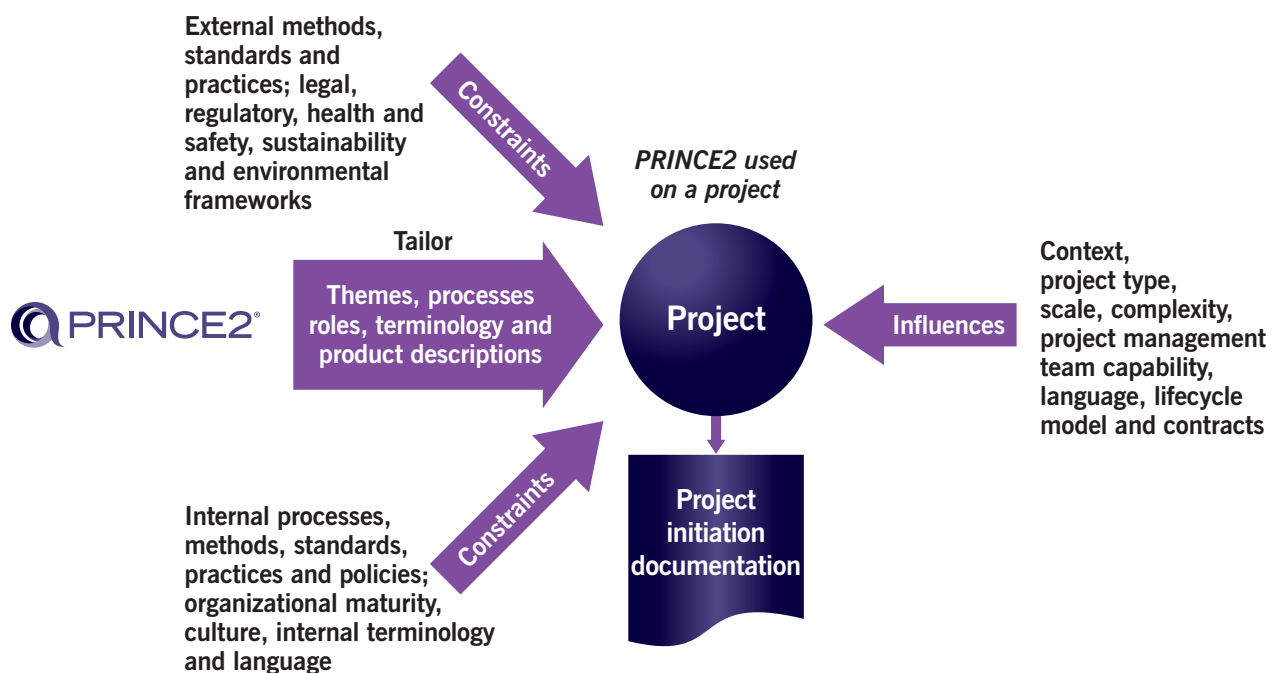 External methods,
standards and
practices; legal,
regulatory, health and
safety, sustainability
and environmental
frameworks
Constraints
PRINCE2 used
on a project
Tailor
Themes, processes
roles, terminology and
product descriptions
PRINCE2®
Project
Influences
Context,
project type,
scale, complexity,
project management
team capability,
language, lifecycle
model and contracts
Constraints
Internal processes,
methods, standards,
practices and policies;
organizational maturity,
culture, internal terminology
and language
Project
initiation
documentation